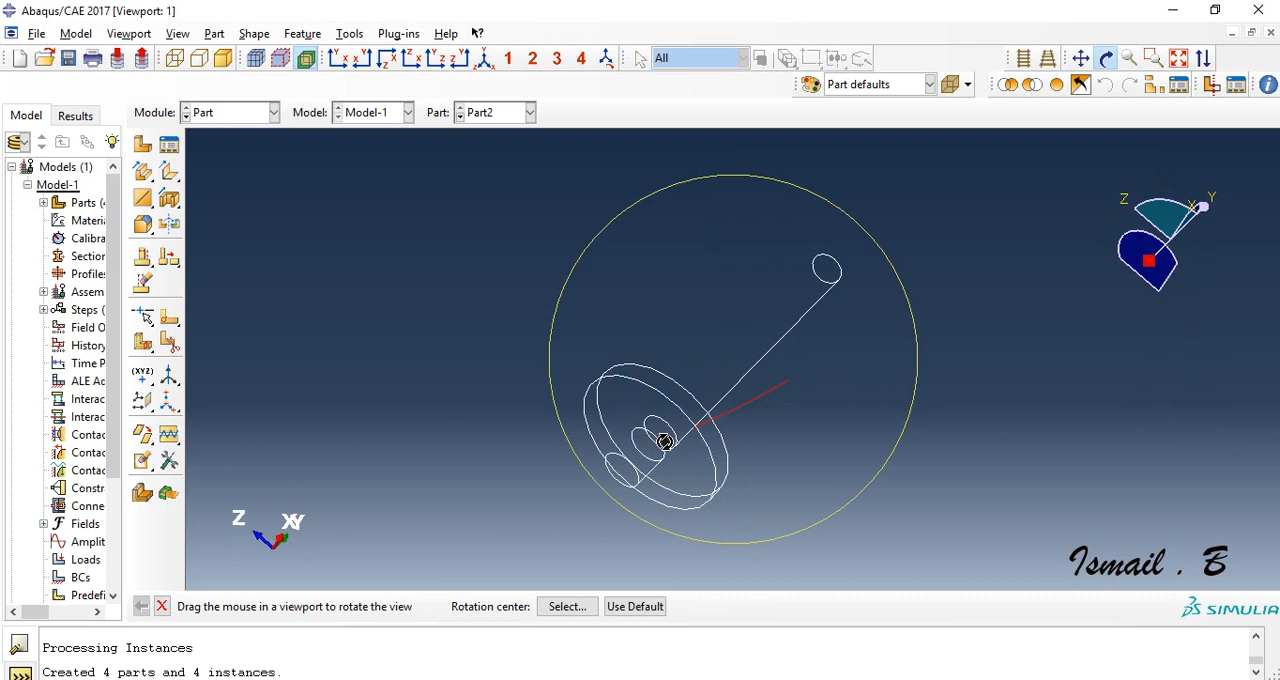 Abaqus/CAE 2017 [Viewport: 1]
File Model Viewport View Part Shape Feature Tools Plug-ins Help
1 2 3 4 All
Part defaults
Model Results Module: Part Model: Model-1 Part: Part2
Models (1)
Model-1
Parts (4
Materi
Calibra
Section
Profiles
Assem
Steps (
Field O
History
Time P
ALE Ac
Interac
Interac
Contac
Contac
Contac
Constr
Conne
Fields
Amplit
Loads
BCs
Predefi
Z X Y
Z X Y
Ismail . B
Drag the mouse in a viewport to rotate the view Rotation center: Select... Use Default
SIMULIA
Processing Instances
Created 4 parts and 4 instances.